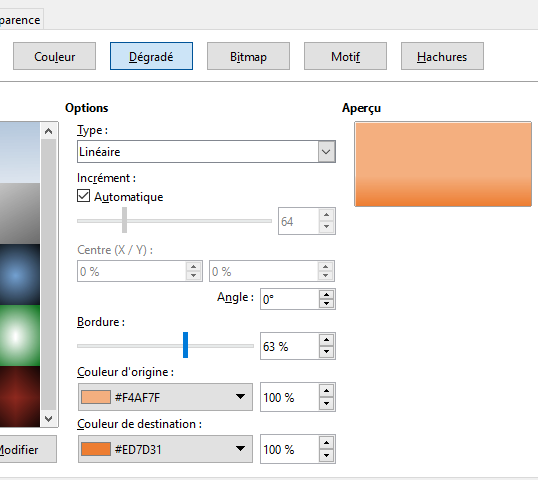 parence
Couleur
Dégradé
Bitmap
Motif
Hachures
Options
Type :
Linéaire
Incrément :
Automatique
64
Centre (X / Y) :
0 %
0 %
Angle :
0°
Bordure :
63 %
Couleur d'origine :
#F4AF7F
100 %
Couleur de destination :
#ED7D31
100 %
Modifier
Aperçu